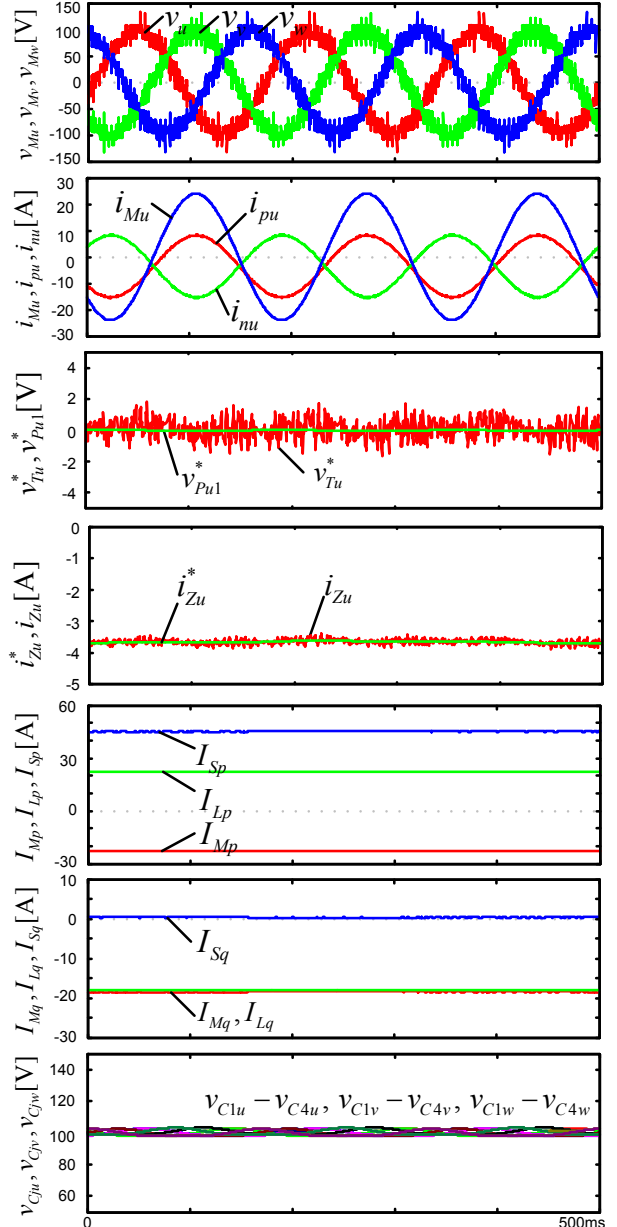 v_Mu, v_Mv, v_Mw[V]
150
100
50
0
-50
-100
-150
v_u v_v v_w
i_Mu, i_pu, i_nu[A]
30
20
10
0
-10
-20
-30
i_Mu i_pu
i_nu
v*_Tu, v*_Pu1[V]
4
2
0
-2
-4
v*_Pu1 v*_Tu
i*_Zu, i_Zu[A]
0
-1
-2
-3
-4
-5
i*_Zu i_Zu
I_Mp, I_Lp, I_Sp[A]
60
30
0
-30
I_Sp
I_Lp
I_Mp
I_Mq, I_Lq, I_Sq[A]
10
0
-10
-20
-30
I_Sq
I_Mq, I_Lq
v_Cju, v_Cjv, v_Cjw[V]
140
120
100
80
60
v_C1u – v_C4u, v_C1v – v_C4v, v_C1w – v_C4w
0 500ms